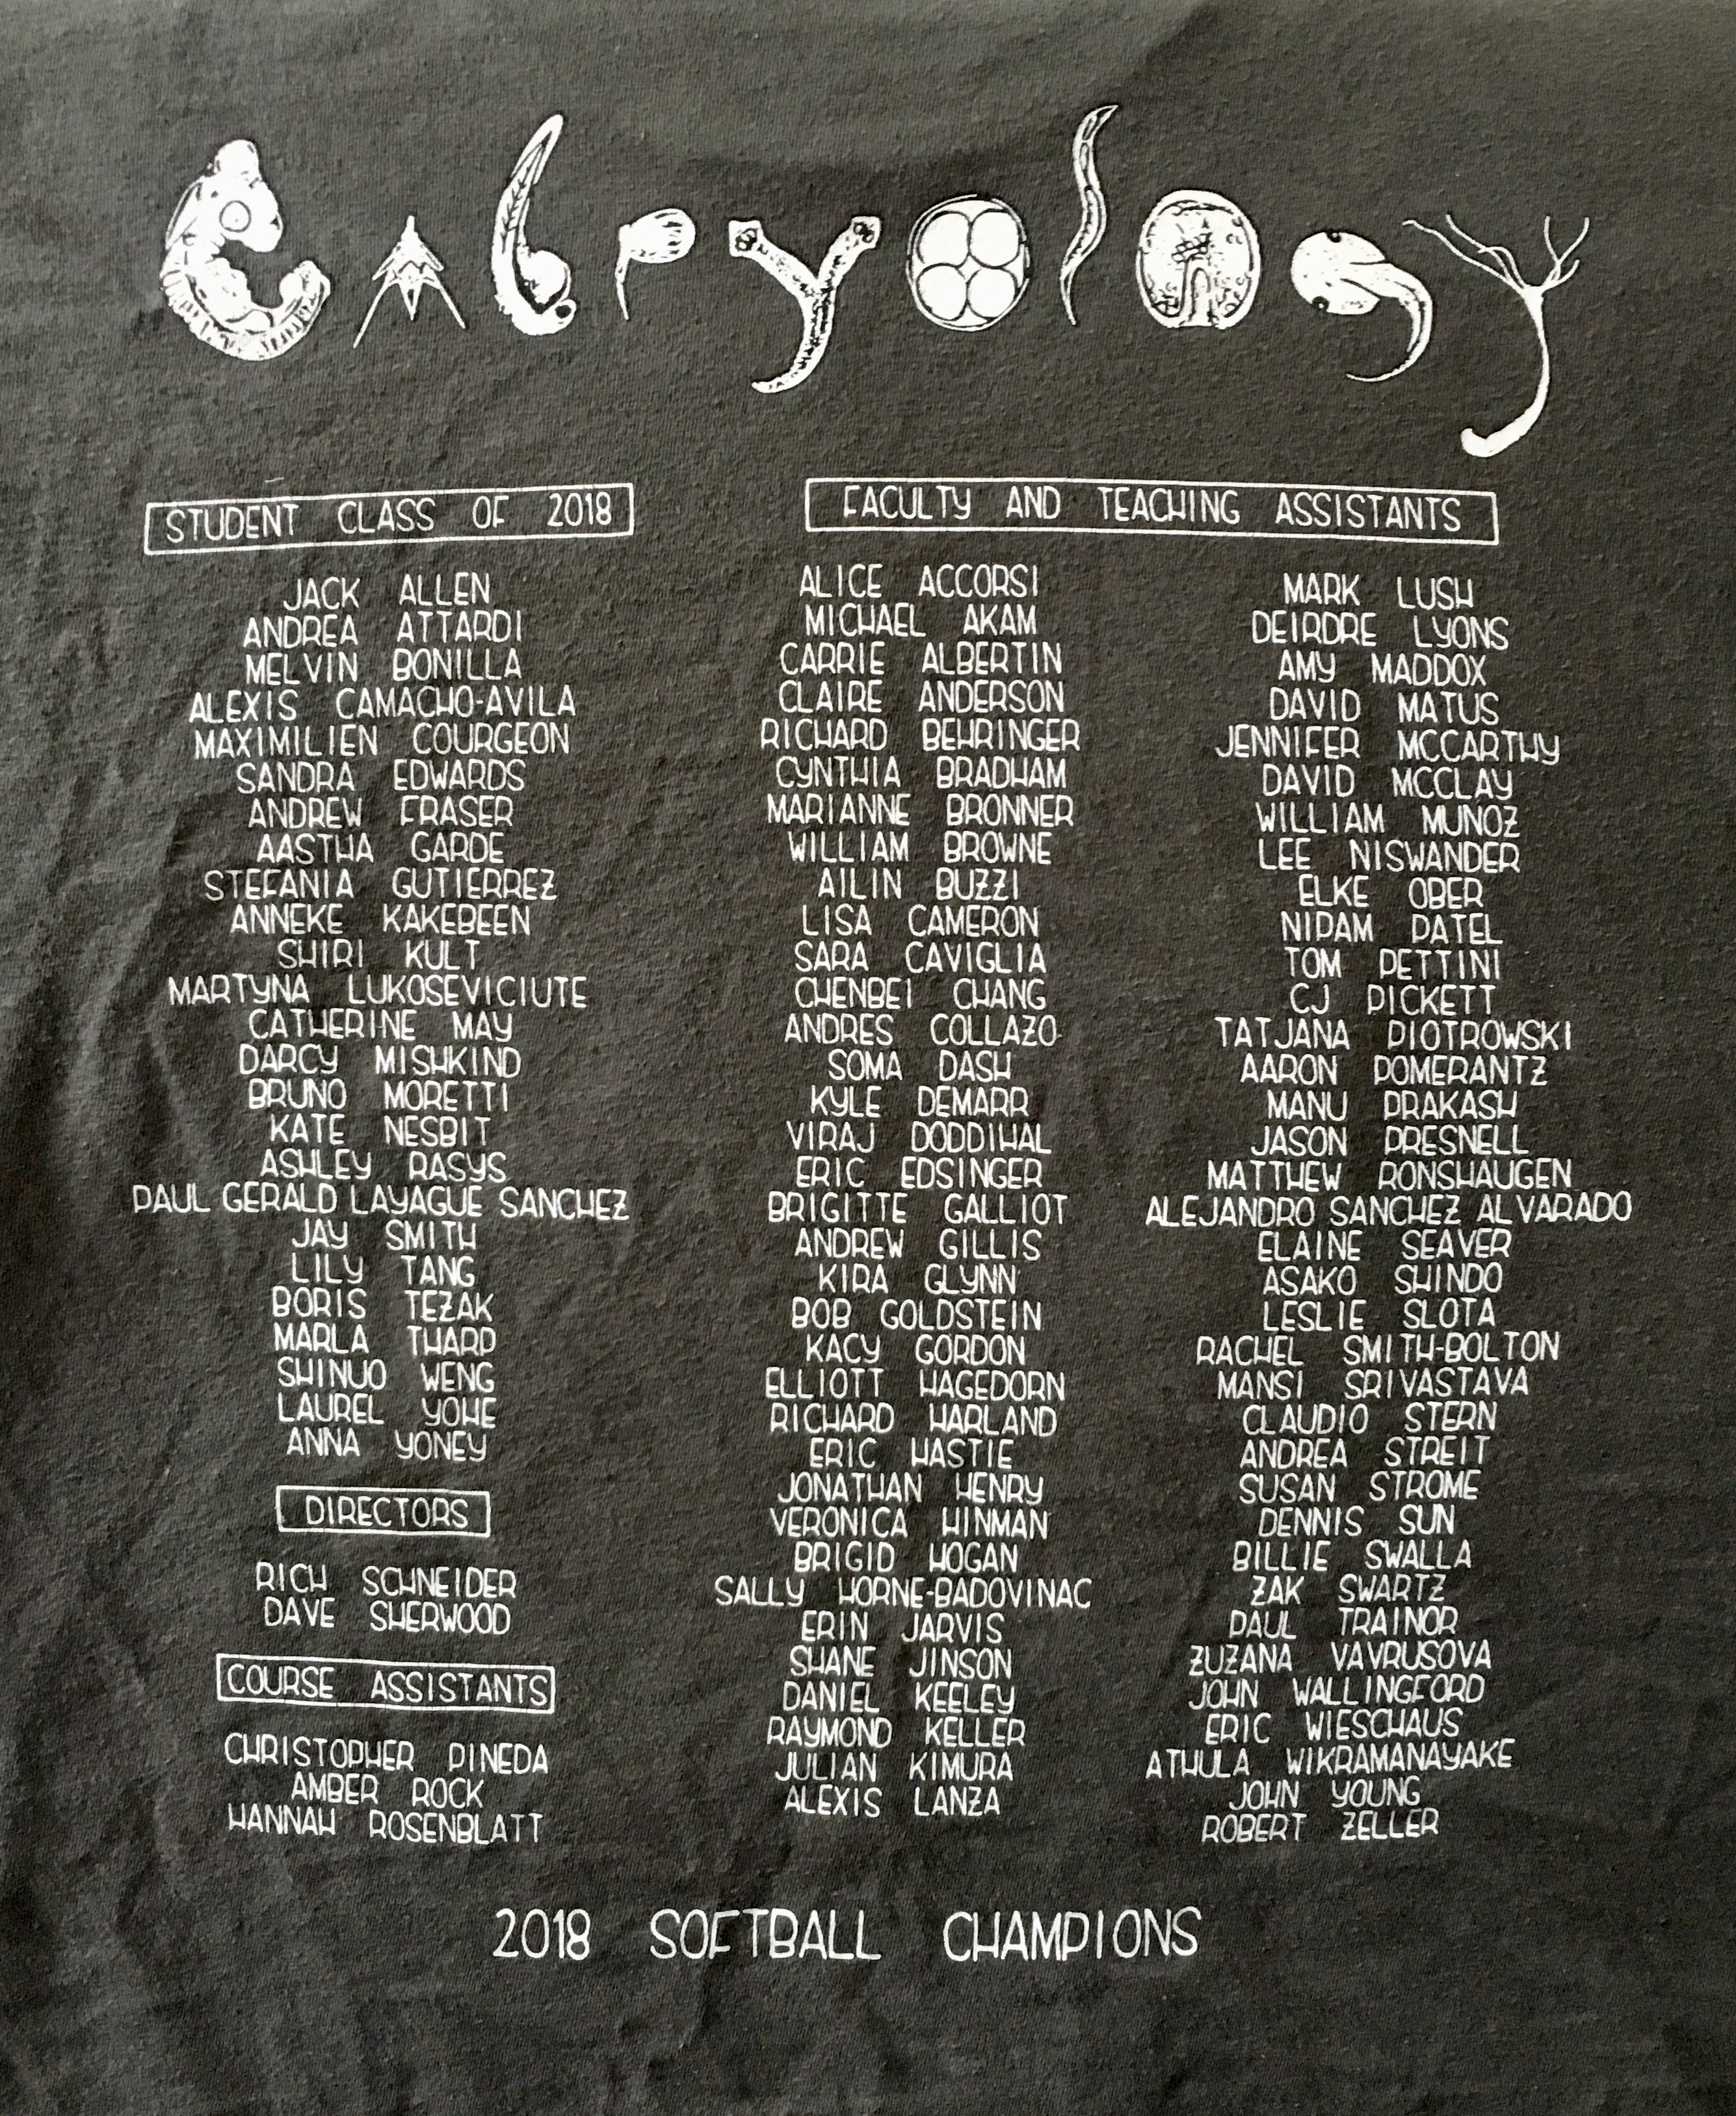 Embryology
STUDENT CLASS OF 2018
JACK ALLEN
ANDREA ATTARDI
MELVIN BONILLA
ALEXIS CAMACHO-AVILA
MAXIMILIEN COURGEON
SANDRA EDWARDS
ANDREW FRASER
AASTHA GARDE
STEFANIA GUTIERREZ
ANNEKE KAKEBEEN
SHIRI KULT
MARTYNA LUKOSEVICIUTE
CATHERINE MAY
DARCY MISHKIND
BRUNO MORETTI
KATE NESBIT
ASHLEY RASYS
PAUL GERALD LAYAGUE SANCHEZ
JAY SMITH
LILY TANG
BORIS TEZAK
MARLA THARP
SHINUO WENG
LAUREL YOHE
ANNA YONEY
DIRECTORS
RICH SCHNEIDER
DAVE SHERWOOD
COURSE ASSISTANTS
CHRISTOPHER PINEDA
AMBER ROCK
HANNAH ROSENBLATT
FACULTY AND TEACHING ASSISTANTS
ALICE ACCORSI
MICHAEL AKAM
CARRIE ALBERTIN
CLAIRE ANDERSON
RICHARD BEHRINGER
CYNTHIA BRADHAM
MARIANNE BRONNER
WILLIAM BROWNE
AILIN BUZZI
LISA CAMERON
SARA CAVIGLIA
CHENBEI CHANG
ANDRES COLLAZO
SOMA DASH
KYLE DEMARR
VIRAJ DODDIHAL
ERIC EDSINGER
BRIGITTE GALLIOT
ANDREW GILLIS
KIRA GLYNN
BOB GOLDSTEIN
KACY GORDON
ELLIOTT HAGEDORN
RICHARD HARLAND
ERIC HASTIE
JONATHAN HENRY
VERONICA HINMAN
BRIGID HOGAN
SALLY HORNE-BADOVINAC
ERIN JARVIS
SHANE JINSON
DANIEL KEELEY
RAYMOND KELLER
JULIAN KIMURA
ALEXIS LANZA
MARK LUSH
DEIRDRE LYONS
AMY MADDOX
DAVID MATUS
JENNIFER MCCARTHY
DAVID MCCLAY
WILLIAM MUNOZ
LEE NISWANDER
ELKE OBER
NIPAM PATEL
TOM PETTINI
CJ PICKETT
TATJANA PIOTROWSKI
AARON POMERANTZ
MANU PRAKASH
JASON PRESNELL
MATTHEW RONSHAUGEN
ALEJANDRO SANCHEZ ALVARADO
ELAINE SEAVER
ASAKO SHINDO
LESLIE SLOTA
RACHEL SMITH-BOLTON
MANSI SRIVASTAVA
CLAUDIO STERN
ANDREA STREIT
SUSAN STROME
DENNIS SUN
BILLIE SWALLA
ZAK SWARTZ
PAUL TRAINOR
ZUZANA VAVRUSOVA
JOHN WALLINGFORD
ERIC WIESCHAUS
ATHULA WIKRAMANAYAKE
JOHN YOUNG
ROBERT ZELLER
2018 SOFTBALL CHAMPIONS